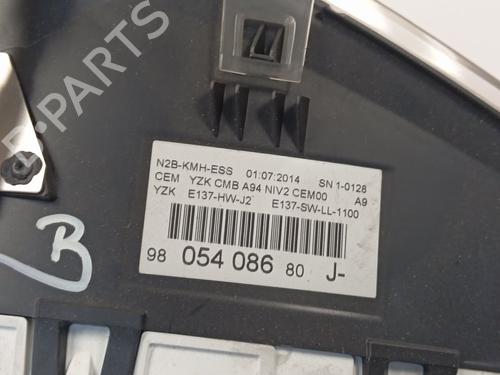 N2B-KMH-ESS 01:07:2014 SN 1-0128
CEM YZK CMB A94 NIV2 CEM00 A9
YZK E137-HW-J2 E137-SW-LL-1100
98 054 086 80 J-
B
B-PARTS